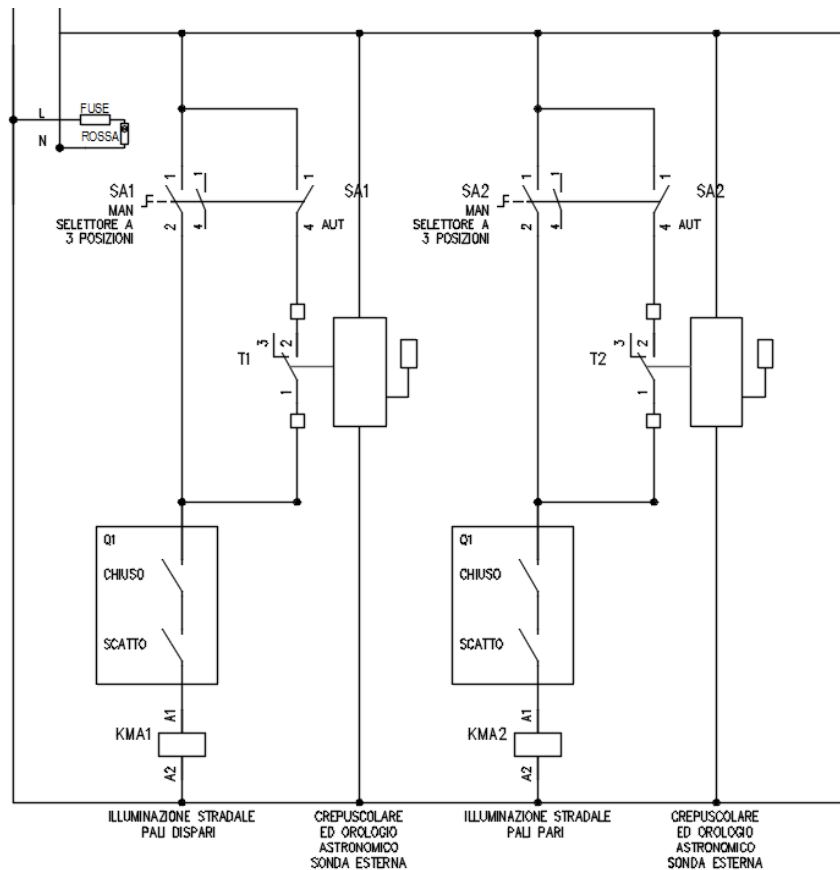 L
FUSE
ROSSA
N
SA1
MAN
SELETTORE A
3 POSIZIONI
1
2
1
4
1
4
SA1
AUT
SA2
MAN
SELETTORE A
3 POSIZIONI
1
2
1
4
1
4
SA2
AUT
T1
3
2
1
T2
3
2
1
Q1
CHIUSO
SCATTO
Q1
CHIUSO
SCATTO
KMA1
A1
A2
KMA2
A1
A2
ILLUMINAZIONE STRADALE
PALI DISPARI
CREPUSCOLARE
ED OROLOGIO
ASTRONOMICO
SONDA ESTERNA
ILLUMINAZIONE STRADALE
PALI PARI
CREPUSCOLARE
ED OROLOGIO
ASTRONOMICO
SONDA ESTERNA